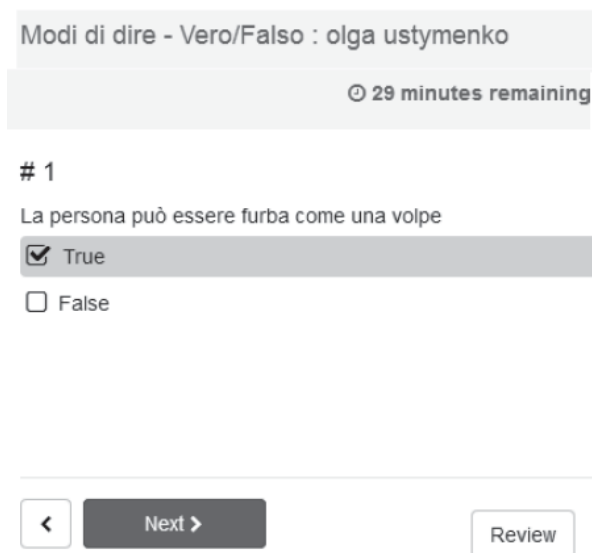 Modi di dire - Vero/Falso : olga ustymenko
29 minutes remaining
# 1
La persona può essere furba come una volpe
True
False
Next
Review